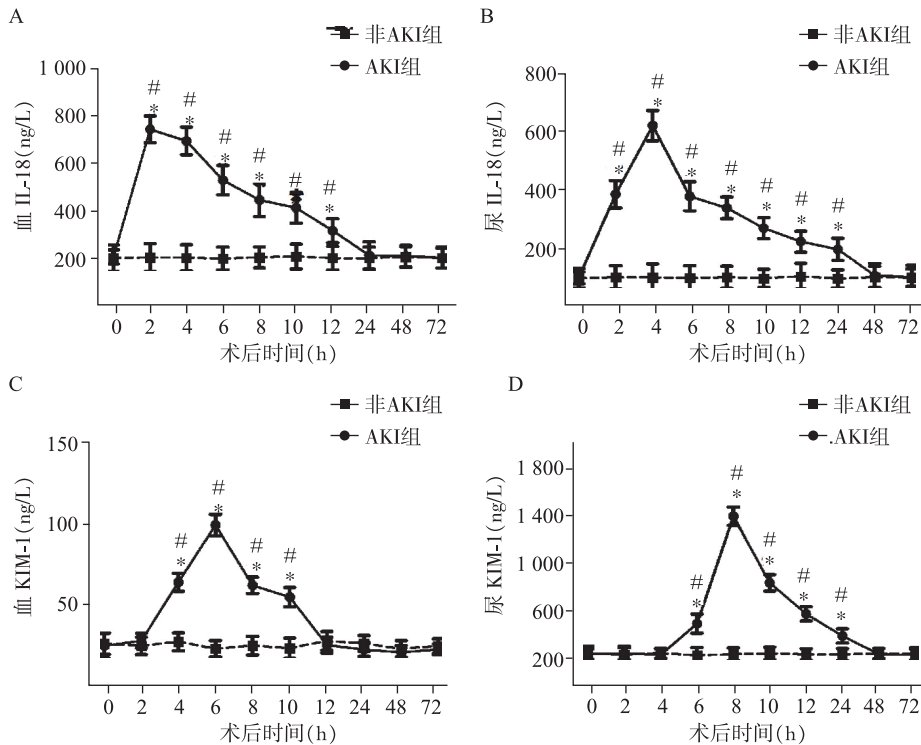 A
非AKI组
AKI组
血 IL-18(ng/L)
1 000
800
600
400
200
# # # # # #
* * * * * *
0 2 4 6 8 10 12 24 48 72
术后时间(h)
B
非AKI组
AKI组
尿 IL-18(ng/L)
800
600
400
200
# # # # # # #
* * * * * * *
0 2 4 6 8 10 12 24 48 72
术后时间(h)
C
非AKI组
AKI组
血 KIM-1(ng/L)
150
100
50
# # # #
* * * *
0 2 4 6 8 10 12 24 48 72
术后时间(h)
D
非AKI组
.AKI组
尿 KIM-1(ng/L)
1 800
1 400
1 000
600
200
# # # # #
* * * * *
0 2 4 6 8 10 12 24 48 72
术后时间(h)